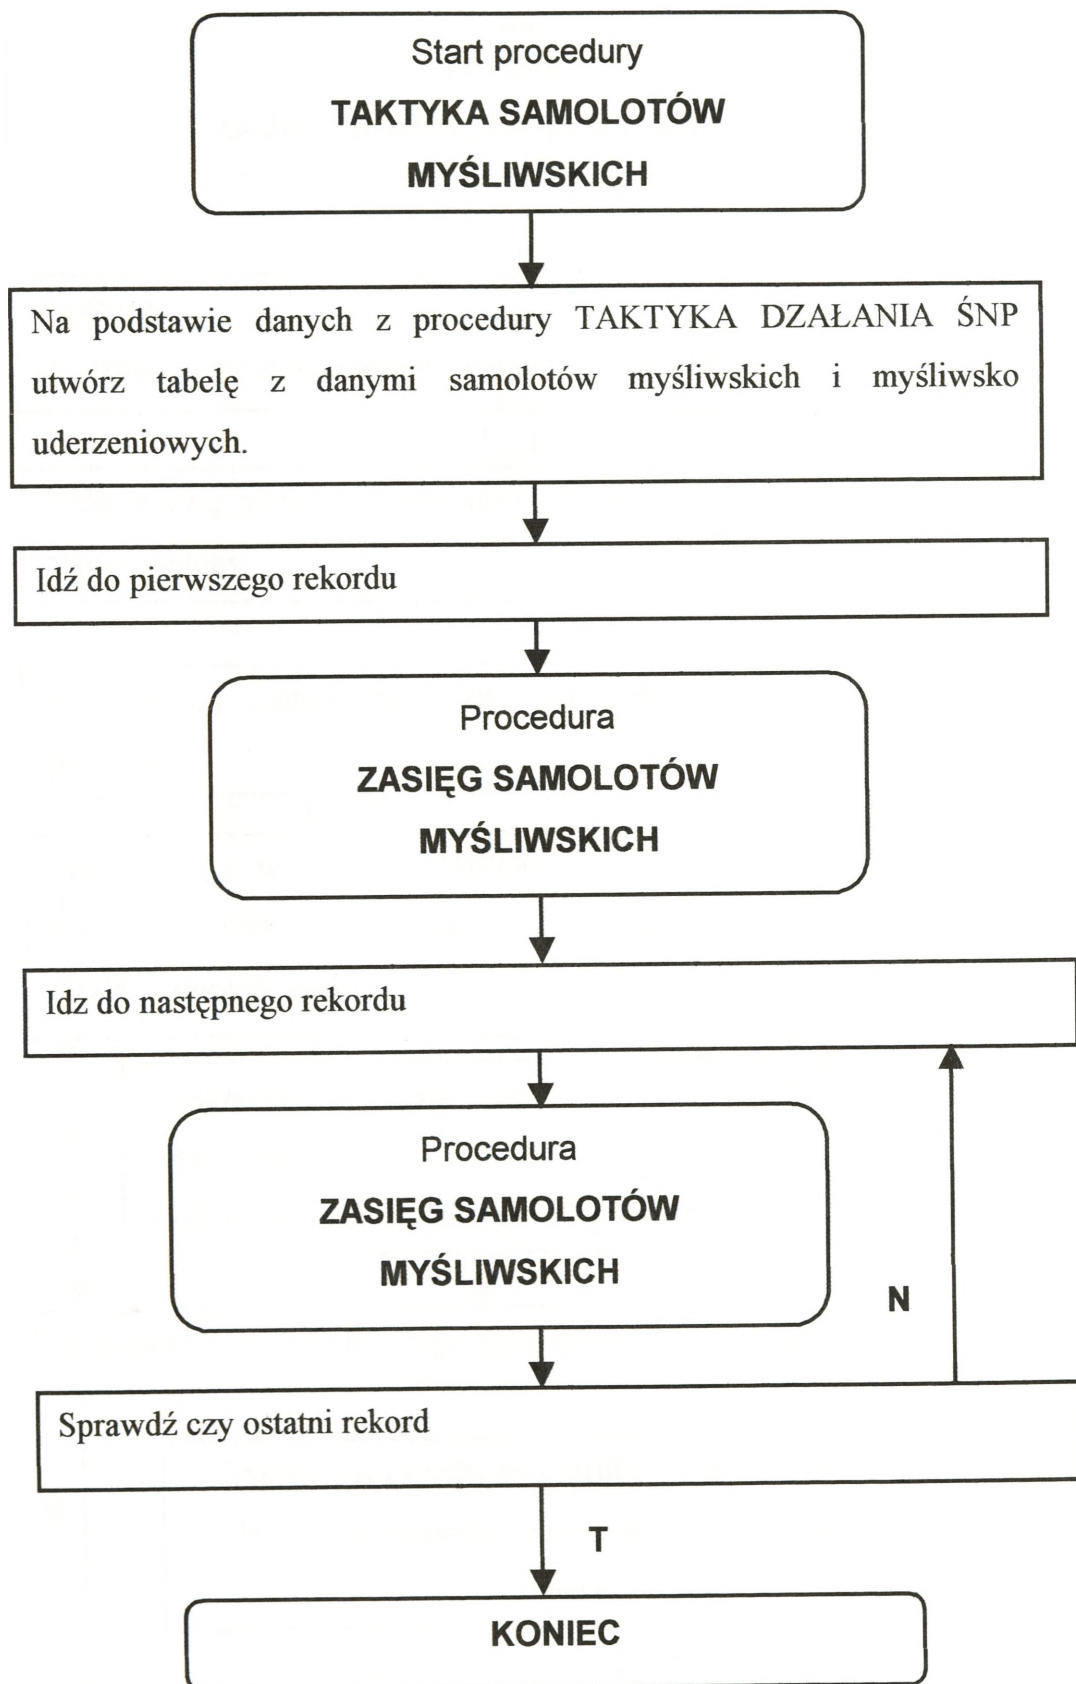 Start procedury
TAKTYKA SAMOLOTÓW
MYŚLIWSKICH
Na podstawie danych z procedury TAKTYKA DZAŁANIA ŚNP
utwórz tabelę z danymi samolotów myśliwskich i myśliwsko
uderzeniowych.
Idź do pierwszego rekordu
Procedura
ZASIĘG SAMOLOTÓW
MYŚLIWSKICH
Idz do następnego rekordu
Procedura
ZASIĘG SAMOLOTÓW
MYŚLIWSKICH
N
Sprawdź czy ostatni rekord
T
KONIEC